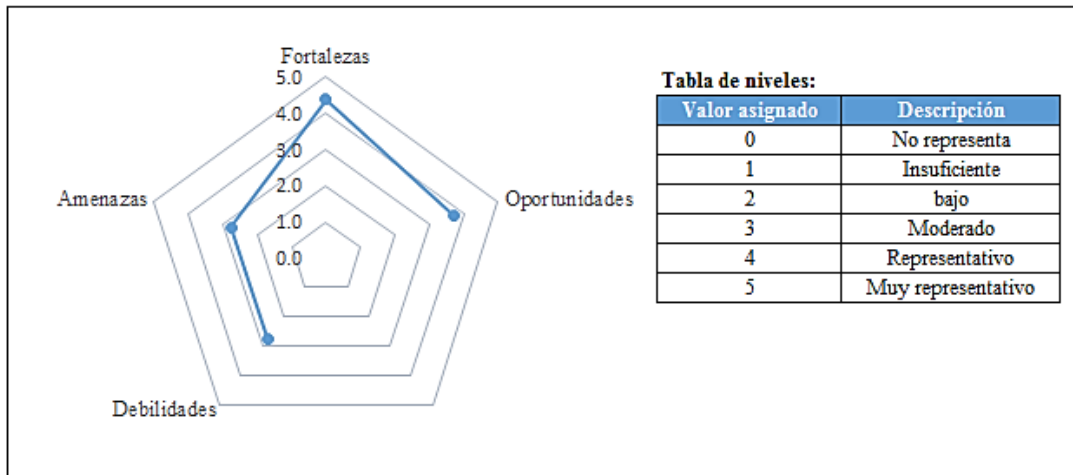 Fortalezas
5.0
4.0
3.0
2.0
1.0
0.0
Oportunidades
Debilidades
Amenazas
Tabla de niveles:
Valor asignado Descripción
0 No representa
1 Insuficiente
2 bajo
3 Moderado
4 Representativo
5 Muy representativo